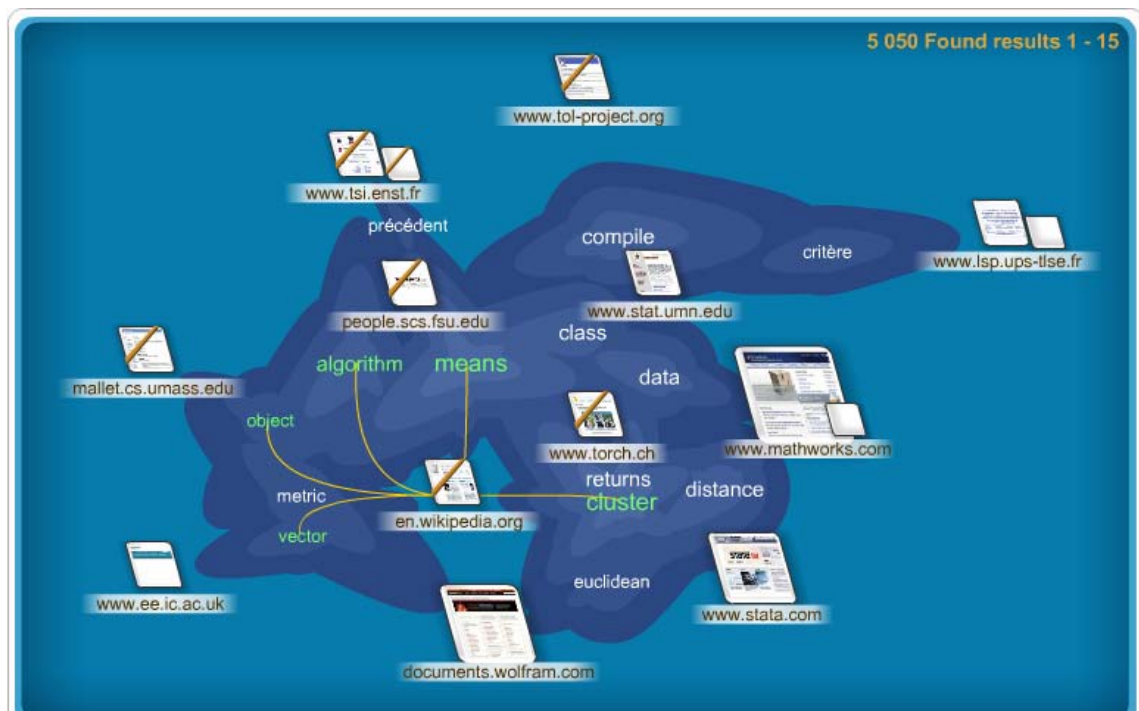 5 050 Found results 1 - 15
www.tol-project.org
www.tsi.enst.fr
précédent
compile
critère
www.lsp.ups-tlse.fr
people.scs.fsu.edu
www.stat.umn.edu
class
algorithm
means
data
mallet.cs.umass.edu
object
www.torch.ch
www.mathworks.com
returns
metric
cluster
distance
en.wikipedia.org
vector
euclidean
www.ee.ic.ac.uk
www.stata.com
documents.wolfram.com